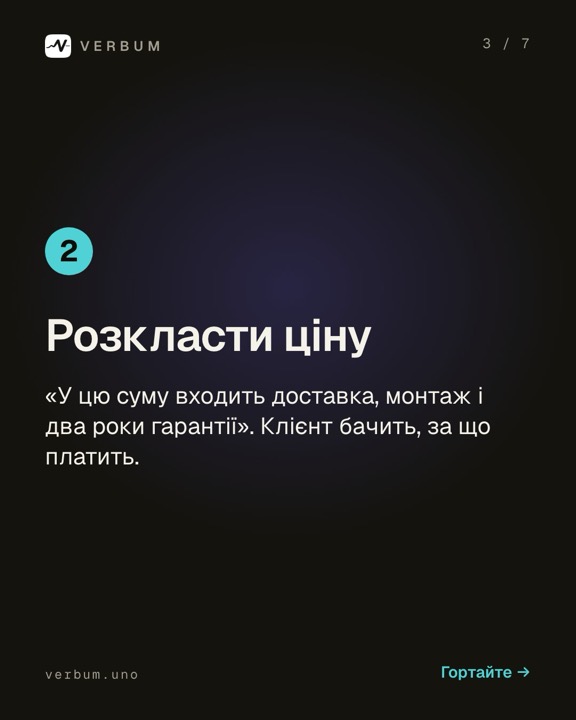 VERBUM
3 / 7
2
Розкласти ціну
«У цю суму входить доставка, монтаж і
два роки гарантії». Клієнт бачить, за що
платить.
verbum.uno
Гортайте →